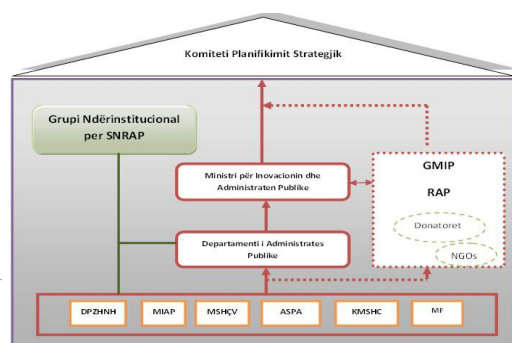 Komiteti Planifikimit Strategjik
Grupi Ndërinstitucional
per SNRAP
Ministri për Inovacionin dhe
Administraten Publike
GMIP
RAP
Donatoret
NGOs
Departamenti i Administrates
Publike
DPZHNH
MIAP
MSHÇV
ASPA
KMSHC
MF